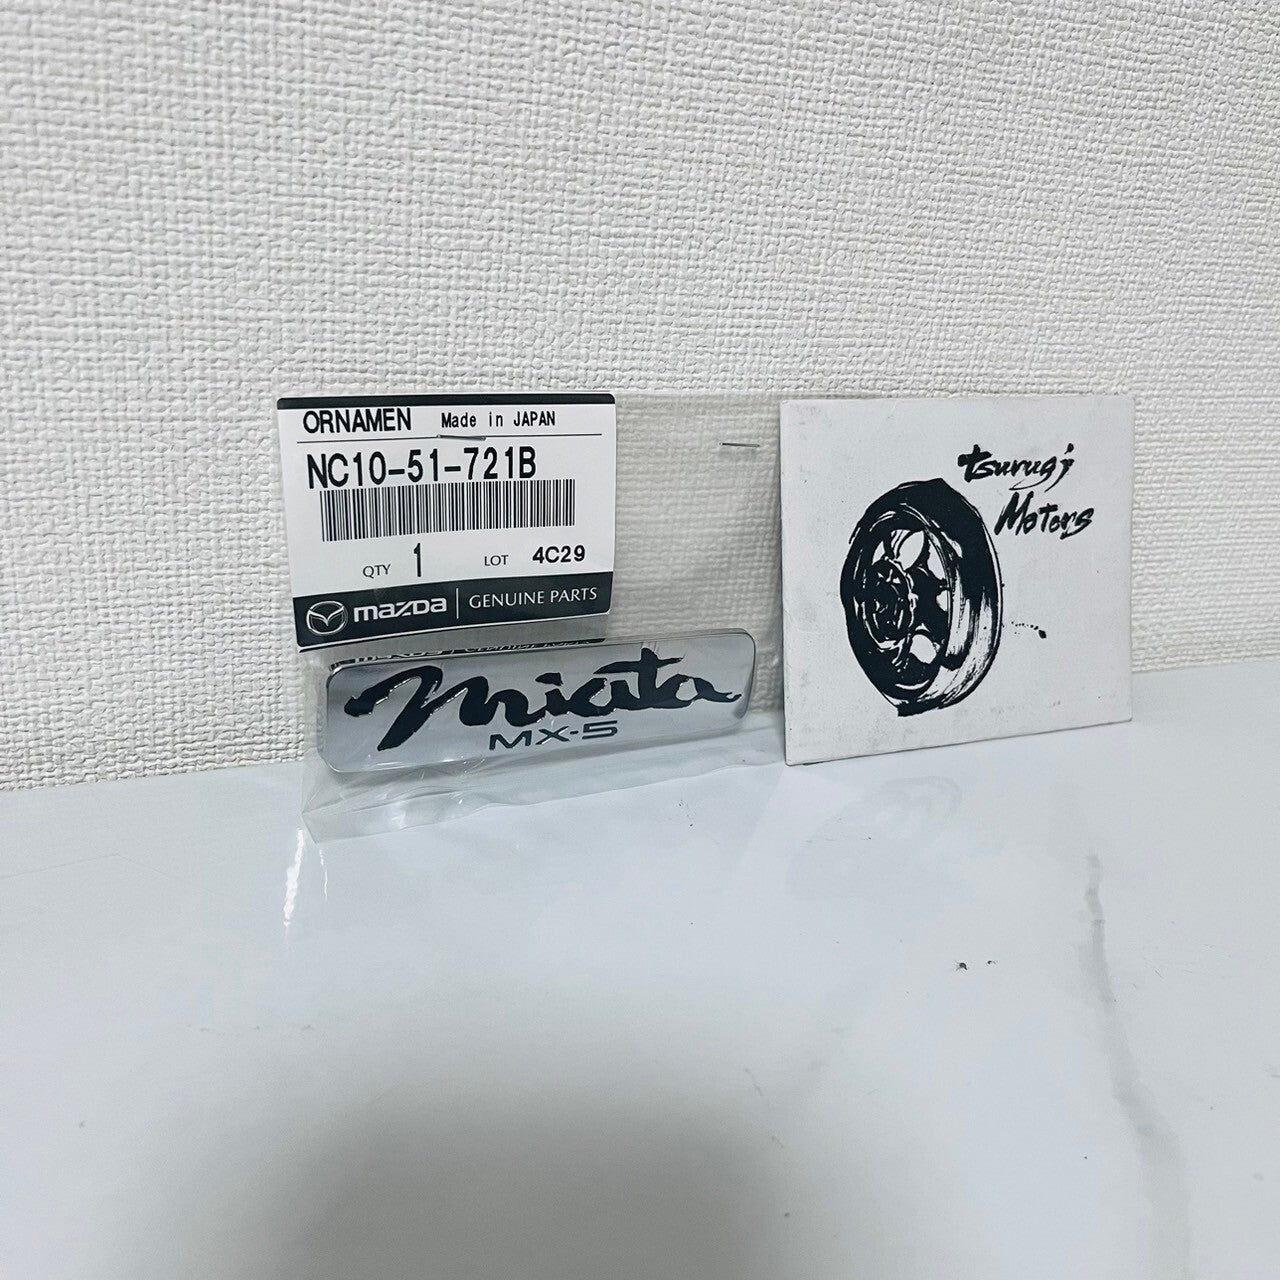 ORNAMEN Made in JAPAN
NC10-51-721B
QTY 1 LOT 4C29
mazDa GENUINE PARTS
Miata
MX-5
tsurugi
Motors